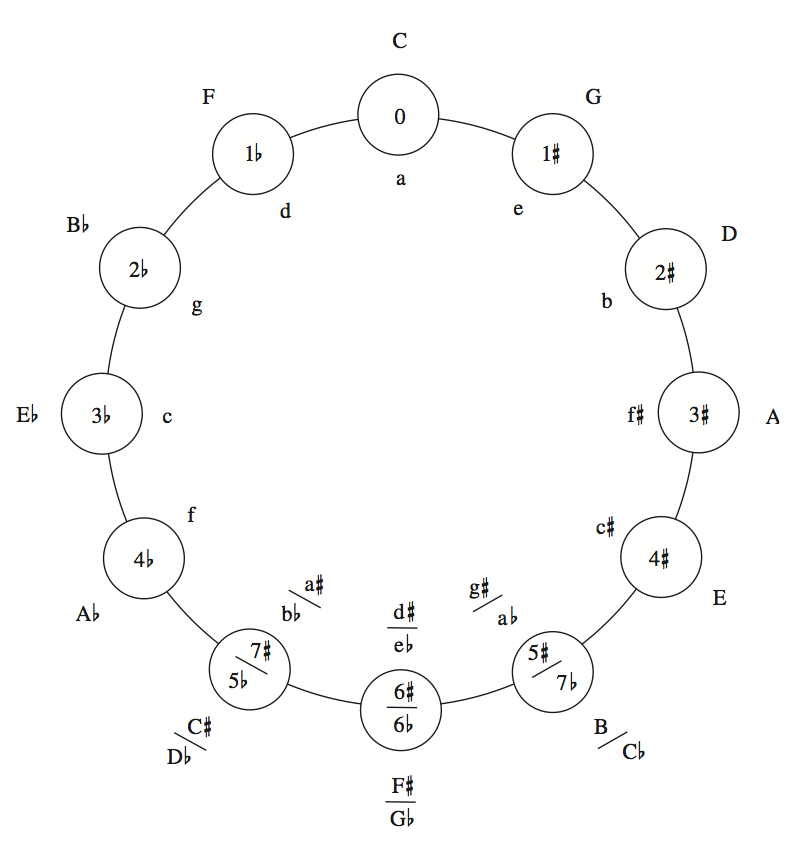 C
F
G
0
1♭
1♯
a
d
e
B♭
D
2♭
2♯
g
b
E♭
3♭
c
f♯
3♯
A
f
c♯
4♭
4♯
A♭
E
a♯
b♭
d♯
e♭
g♯
a♭
7♯
5♭
6♯
6♭
5♯
7♭
C♯
D♭
F♯
G♭
B
C♭